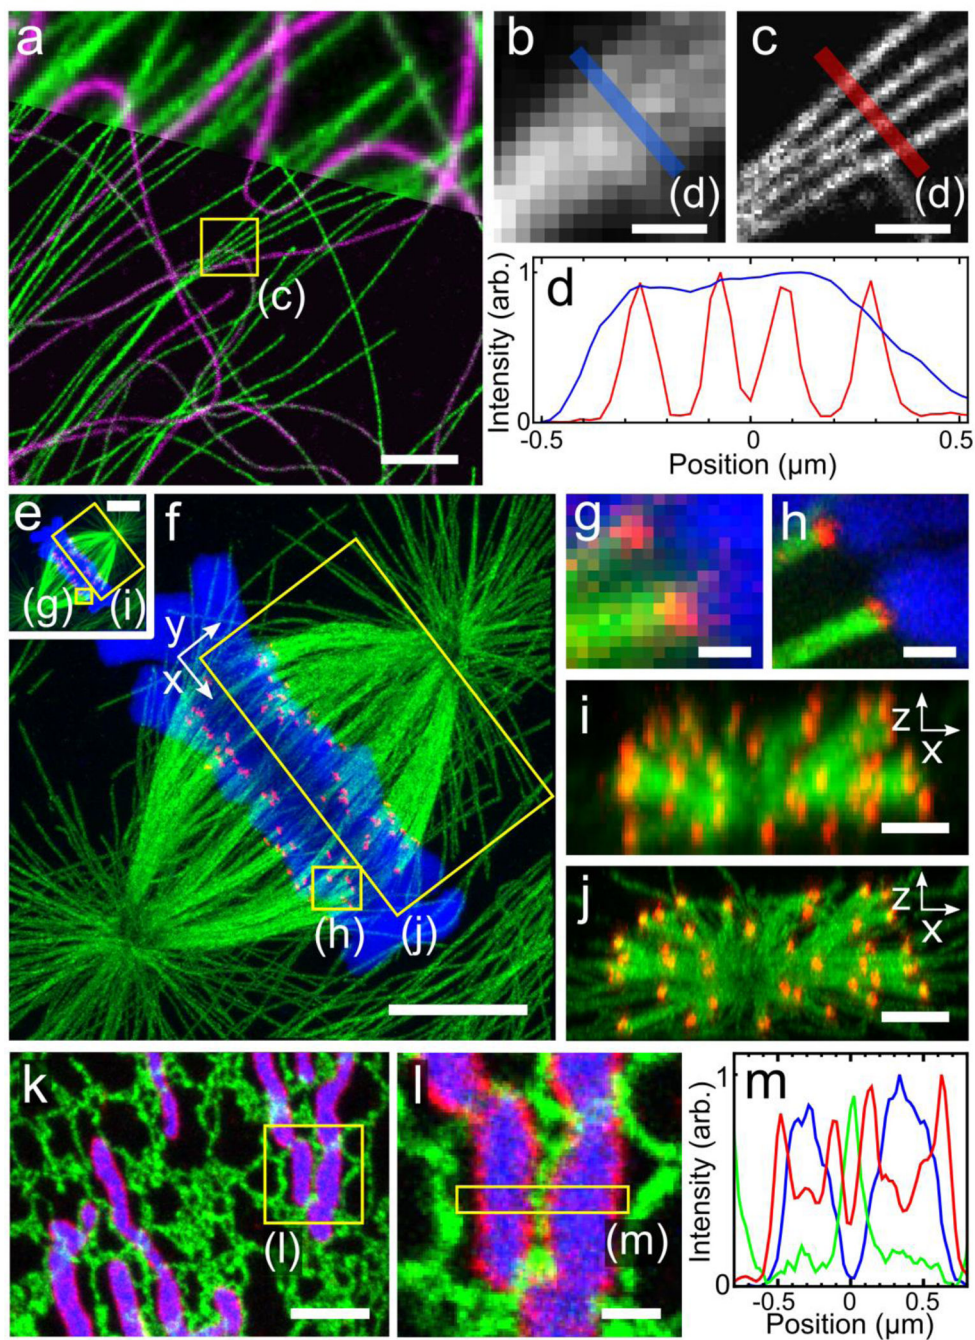 a
(c)
b
(d)
c
(d)
d
Intensity (arb.)
1
0
-0.5
0
0.5
Position (µm)
e
(g)
(i)
f
y
x
(h)
(j)
g
h
i
z
x
j
z
x
k
(l)
l
(m)
m
Intensity (arb.)
1
0
-0.5
0
0.5
Position (µm)